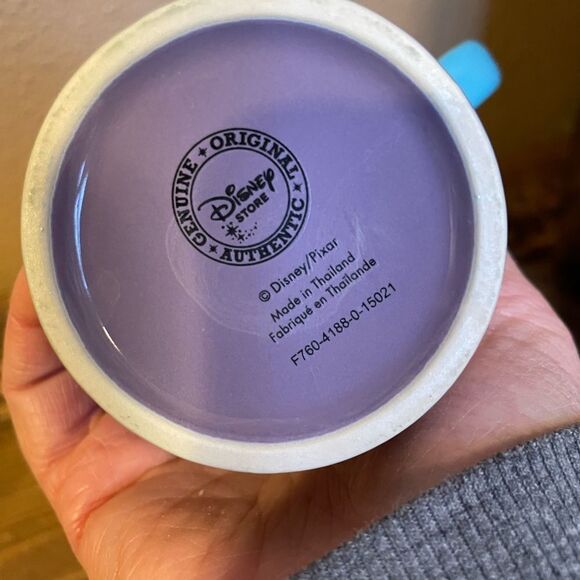 GENUINE ORIGINAL AUTHENTIC
Disney
STORE
© Disney/Pixar
Made in Thailand
Fabriqué en Thaïlande
F760-4188-0-15021